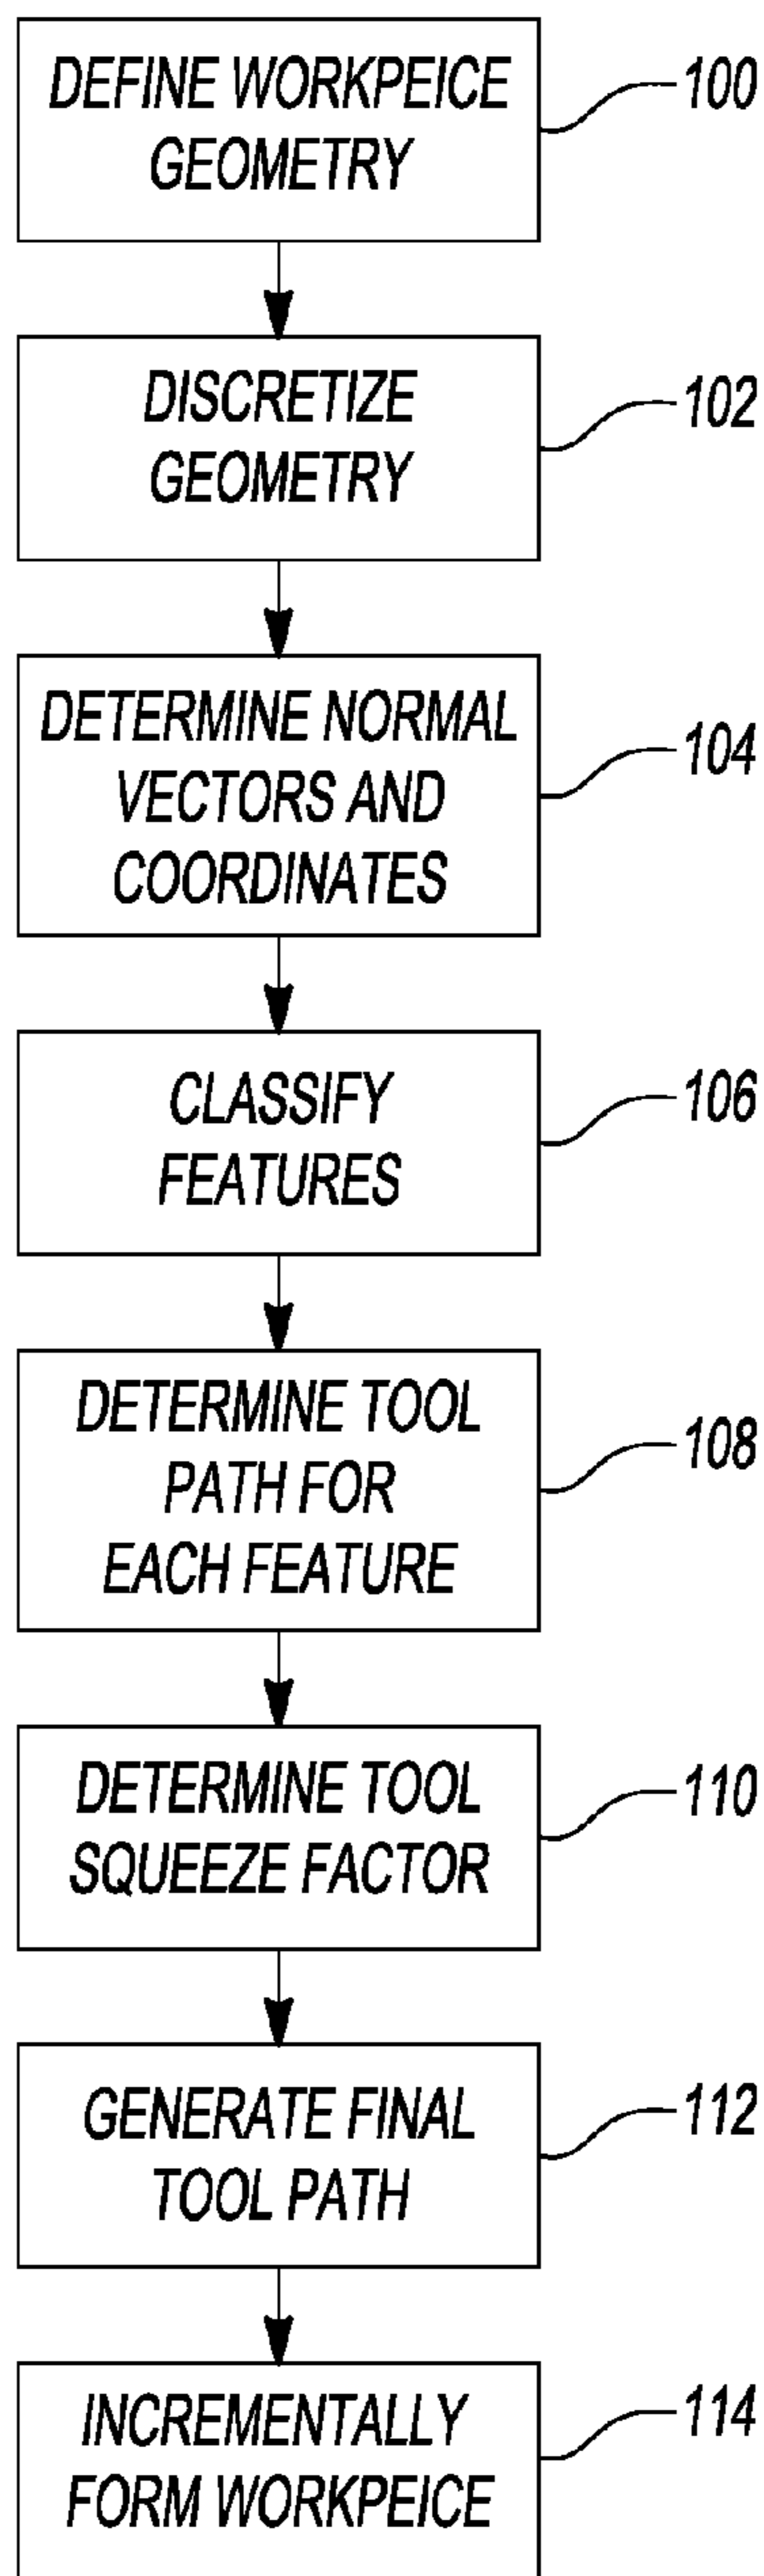 DEFINE WORKPEICE
GEOMETRY
100
DISCRETIZE
GEOMETRY
102
DETERMINE NORMAL
VECTORS AND
COORDINATES
104
CLASSIFY
FEATURES
106
DETERMINE TOOL
PATH FOR
EACH FEATURE
108
DETERMINE TOOL
SQUEEZE FACTOR
110
GENERATE FINAL
TOOL PATH
112
INCREMENTALLY
FORM WORKPEICE
114